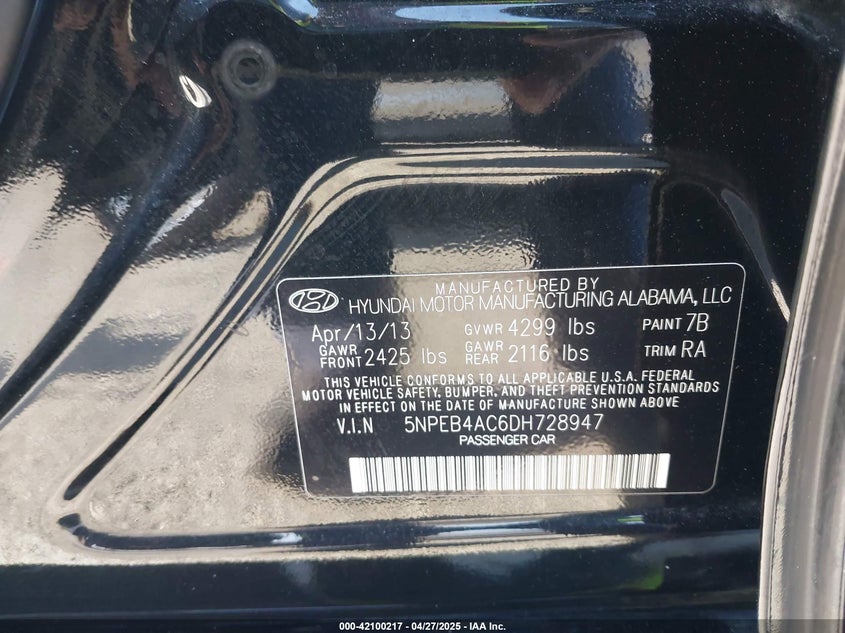 MANUFACTURED BY
HYUNDAI MOTOR MANUFACTURING ALABAMA, LLC
Apr/13/13 GVWR 4299 lbs PAINT 7B
GAWR FRONT 2425 lbs GAWR REAR 2116 lbs TRIM RA
THIS VEHICLE CONFORMS TO ALL APPLICABLE U.S.A. FEDERAL
MOTOR VEHICLE SAFETY, BUMPER, AND THEFT PREVENTION STANDARDS
IN EFFECT ON THE DATE OF MANUFACTURE SHOWN ABOVE
V.I.N 5NPEB4AC6DH728947
PASSENGER CAR
000-42100217 - 04/27/2025 - IAA Inc.